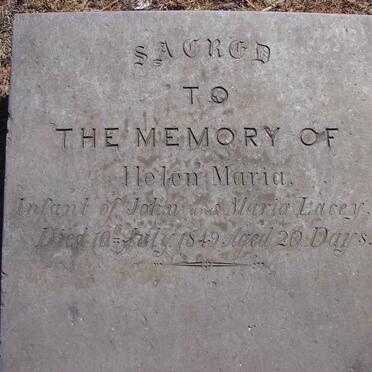 SACRED
TO
THE MEMORY OF
Helen Maria.
Infant of John and Maria Lacey.
Died 10th July 1849. Aged 20 Days.